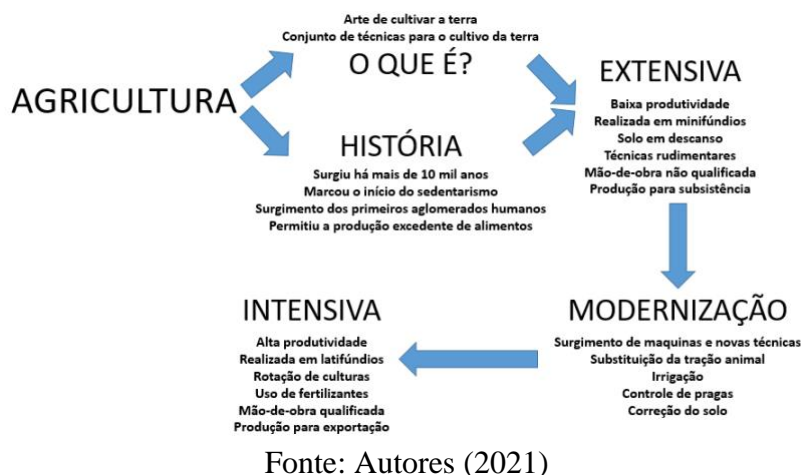 AGRICULTURA
Arte de cultivar a terra
Conjunto de técnicas para o cultivo da terra
O QUE É?
HISTÓRIA
Surgiu há mais de 10 mil anos
Marcou o início do sedentarismo
Surgimento dos primeiros aglomerados humanos
Permitiu a produção excedente de alimentos
EXTENSIVA
Baixa produtividade
Realizada em minifúndios
Solo em descanso
Técnicas rudimentares
Mão-de-obra não qualificada
Produção para subsistência
MODERNIZAÇÃO
Surgimento de maquinas e novas técnicas
Substituição da tração animal
Irrigação
Controle de pragas
Correção do solo
INTENSIVA
Alta produtividade
Realizada em latifúndios
Rotação de culturas
Uso de fertilizantes
Mão-de-obra qualificada
Produção para exportação
Fonte: Autores (2021)